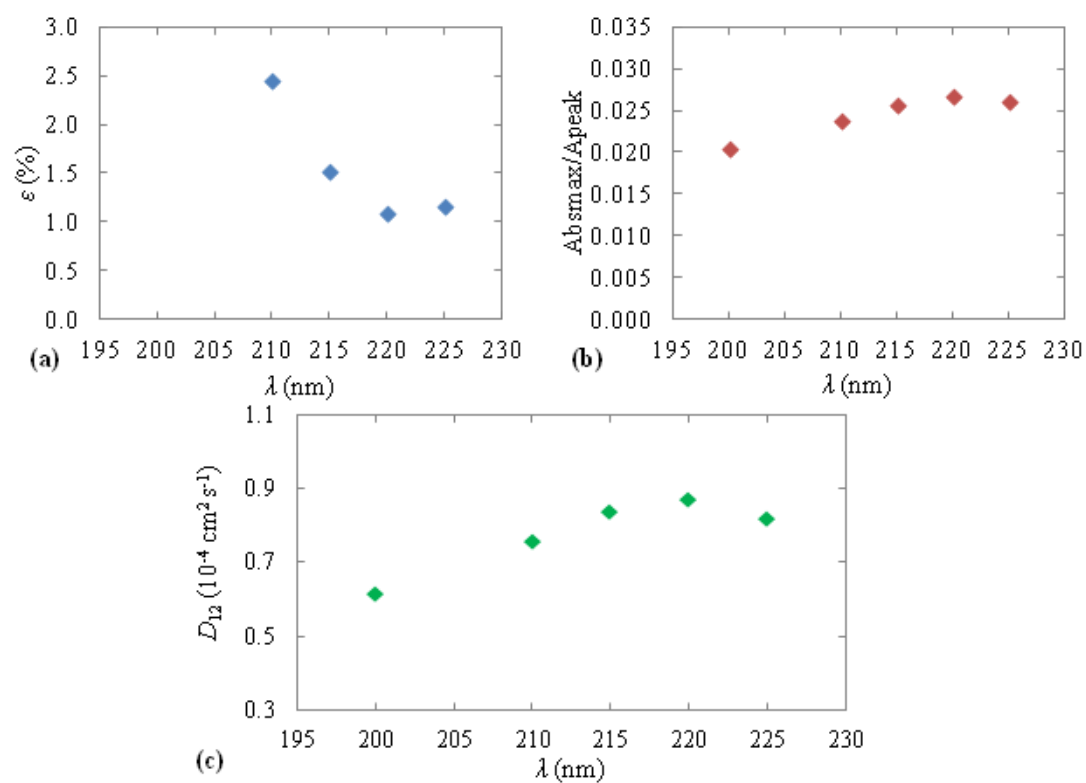 3.0
2.5
2.0
1.5
1.0
0.5
0.0
ε (%)
195 200 205 210 215 220 225 230
(a)
λ (nm)
0.035
0.030
0.025
0.020
0.015
0.010
0.005
0.000
Absmax/Apeak
195 200 205 210 215 220 225 230
(b)
λ (nm)
1.1
0.9
0.7
0.5
0.3
D₁₂ (10⁻⁴ cm² s⁻¹)
195 200 205 210 215 220 225 230
(c)
λ (nm)